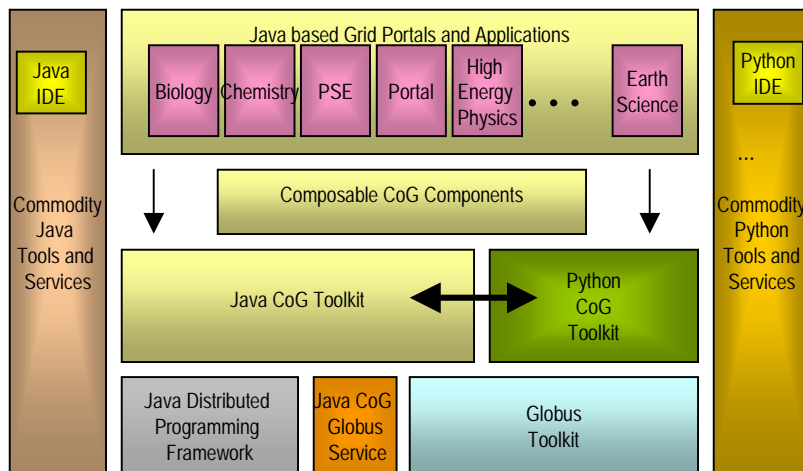 Java based Grid Portals and Applications
Java
IDE
Biology
Chemistry
PSE
Portal
High
Energy
Physics
. . .
Earth
Science
Python
IDE
...
Commodity
Java
Tools and
Services
Composable CoG Components
Commodity
Python
Tools and
Services
Java CoG Toolkit
Python
CoG
Toolkit
Java Distributed
Programming
Framework
Java CoG
Globus
Service
Globus
Toolkit